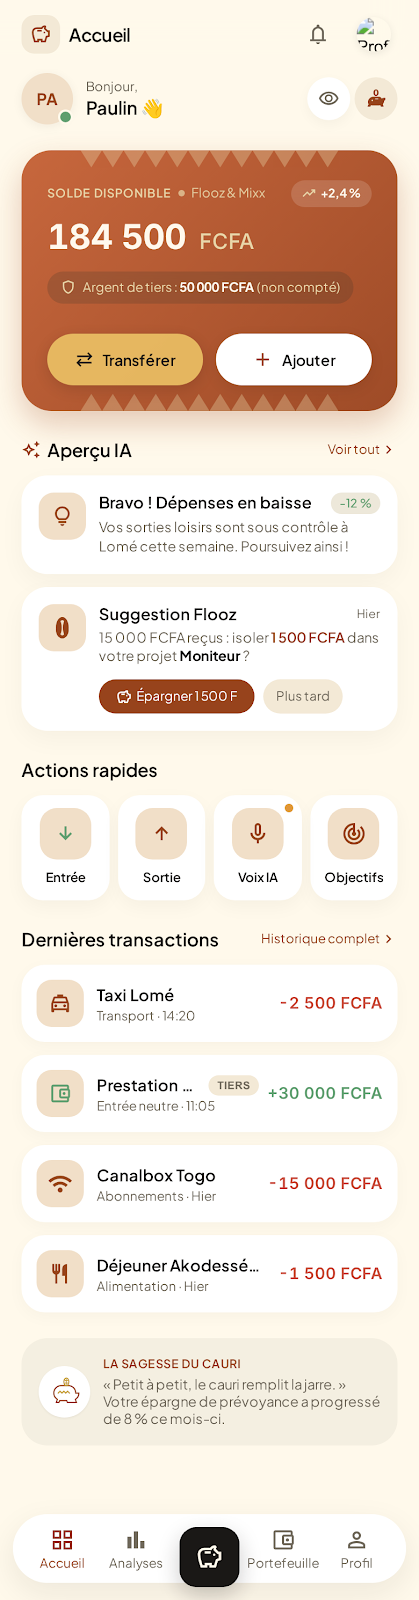 Accueil
Prof
PA
Bonjour,
Paulin 👋
SOLDE DISPONIBLE • Flooz & Mixx
+2,4 %
184 500 FCFA
Argent de tiers : 50 000 FCFA (non compté)
Transférer
Ajouter
Aperçu IA
Voir tout
Bravo ! Dépenses en baisse
-12 %
Vos sorties loisirs sont sous contrôle à
Lomé cette semaine. Poursuivez ainsi !
Suggestion Flooz
Hier
15 000 FCFA reçus : isoler 1 500 FCFA dans
votre projet Moniteur ?
Épargner 1 500 F
Plus tard
Actions rapides
Entrée
Sortie
Voix IA
Objectifs
Dernières transactions
Historique complet
Taxi Lomé
-2 500 FCFA
Transport · 14:20
Prestation ...
TIERS
+30 000 FCFA
Entrée neutre · 11:05
Canalbox Togo
-15 000 FCFA
Abonnements · Hier
Déjeuner Akodessé...
-1 500 FCFA
Alimentation · Hier
LA SAGESSE DU CAURI
« Petit à petit, le cauri remplit la jarre. »
Votre épargne de prévoyance a progressé
de 8 % ce mois-ci.
Accueil
Analyses
Portefeuille
Profil